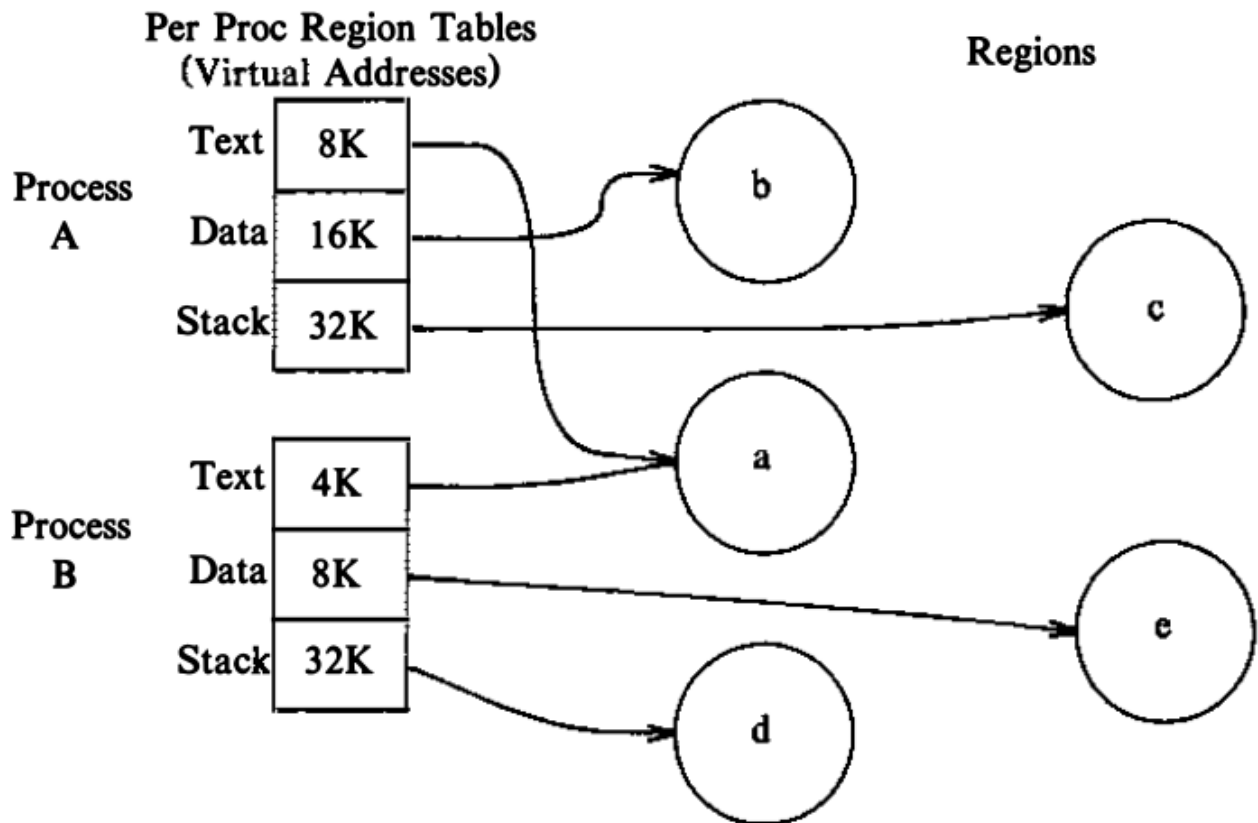 Per Proc Region Tables
(Virtual Addresses)
Regions
Process
A
Text 8K
Data 16K
Stack 32K
b
c
a
Process
B
Text 4K
Data 8K
Stack 32K
e
d